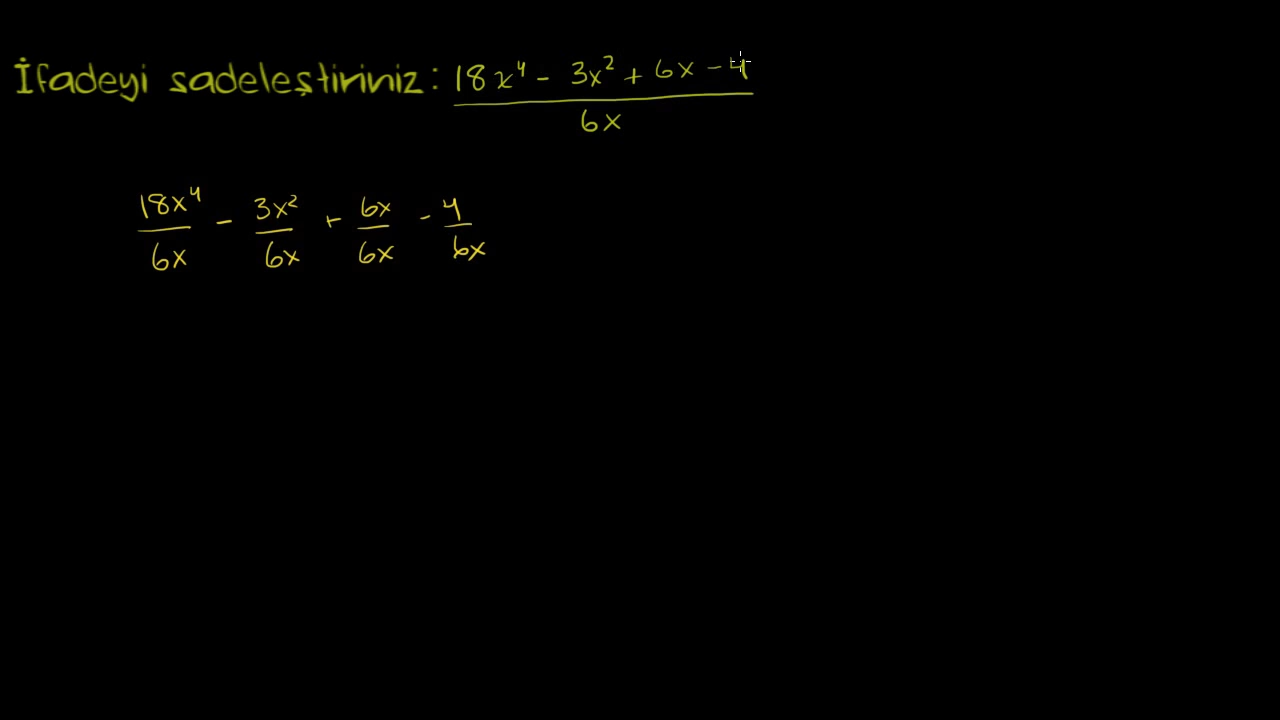 İfadeyi sadeleştiriniz: (18x⁴ - 3x² + 6x - 4) / 6x
18x⁴/6x - 3x²/6x + 6x/6x - 4/6x